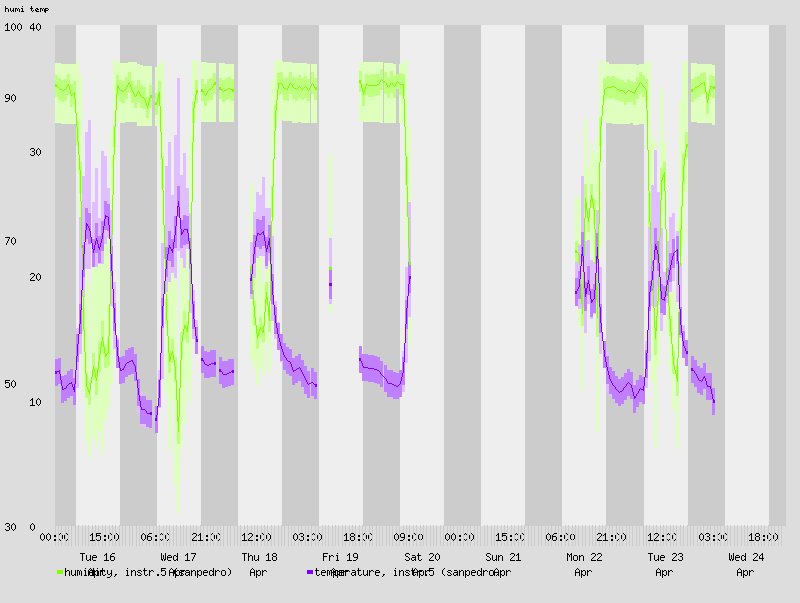 humi temp
100 40
90
30
70
20
50
10
30 0
00:00 15:00 06:00 21:00 12:00 03:00 18:00 09:00 00:00 15:00 06:00 21:00 12:00 03:00 18:00
Tue 16 Wed 17 Thu 18 Fri 19 Sat 20 Sun 21 Mon 22 Tue 23 Wed 24
Apr Apr Apr Apr Apr Apr Apr Apr Apr
humidity, instr.5 (sanpedro) temperature, instr.5 (sanpedro)